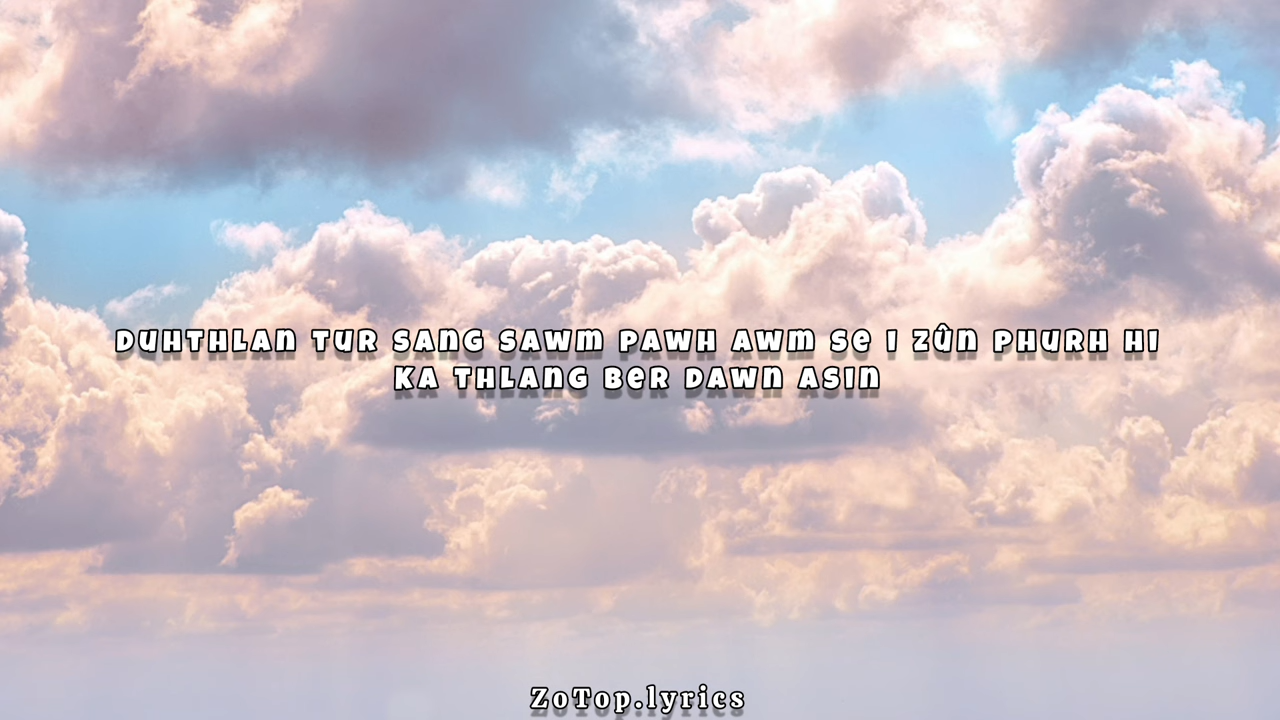 DUHTHLAN TUR SANG SAWM PAWH AWM SE I ZÛN PHURH HI
KA THLANG BER DAWN ASIN
ZoTop.lyrics